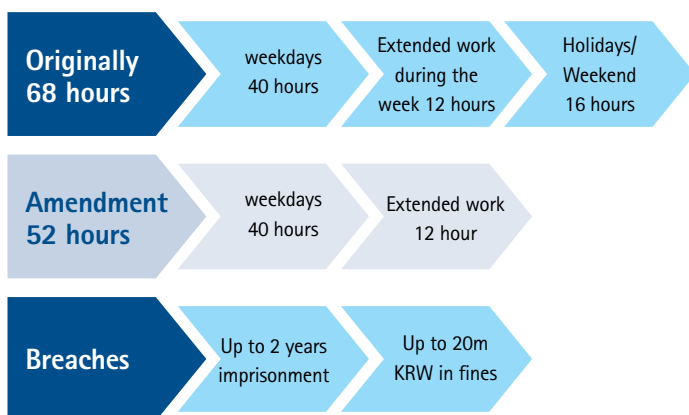 Originally
68 hours
weekdays
40 hours
Extended work
during the
week 12 hours
Holidays/
Weekend
16 hours
Amendment
52 hours
weekdays
40 hours
Extended work
12 hour
Breaches
Up to 2 years
imprisonment
Up to 20m
KRW in fines